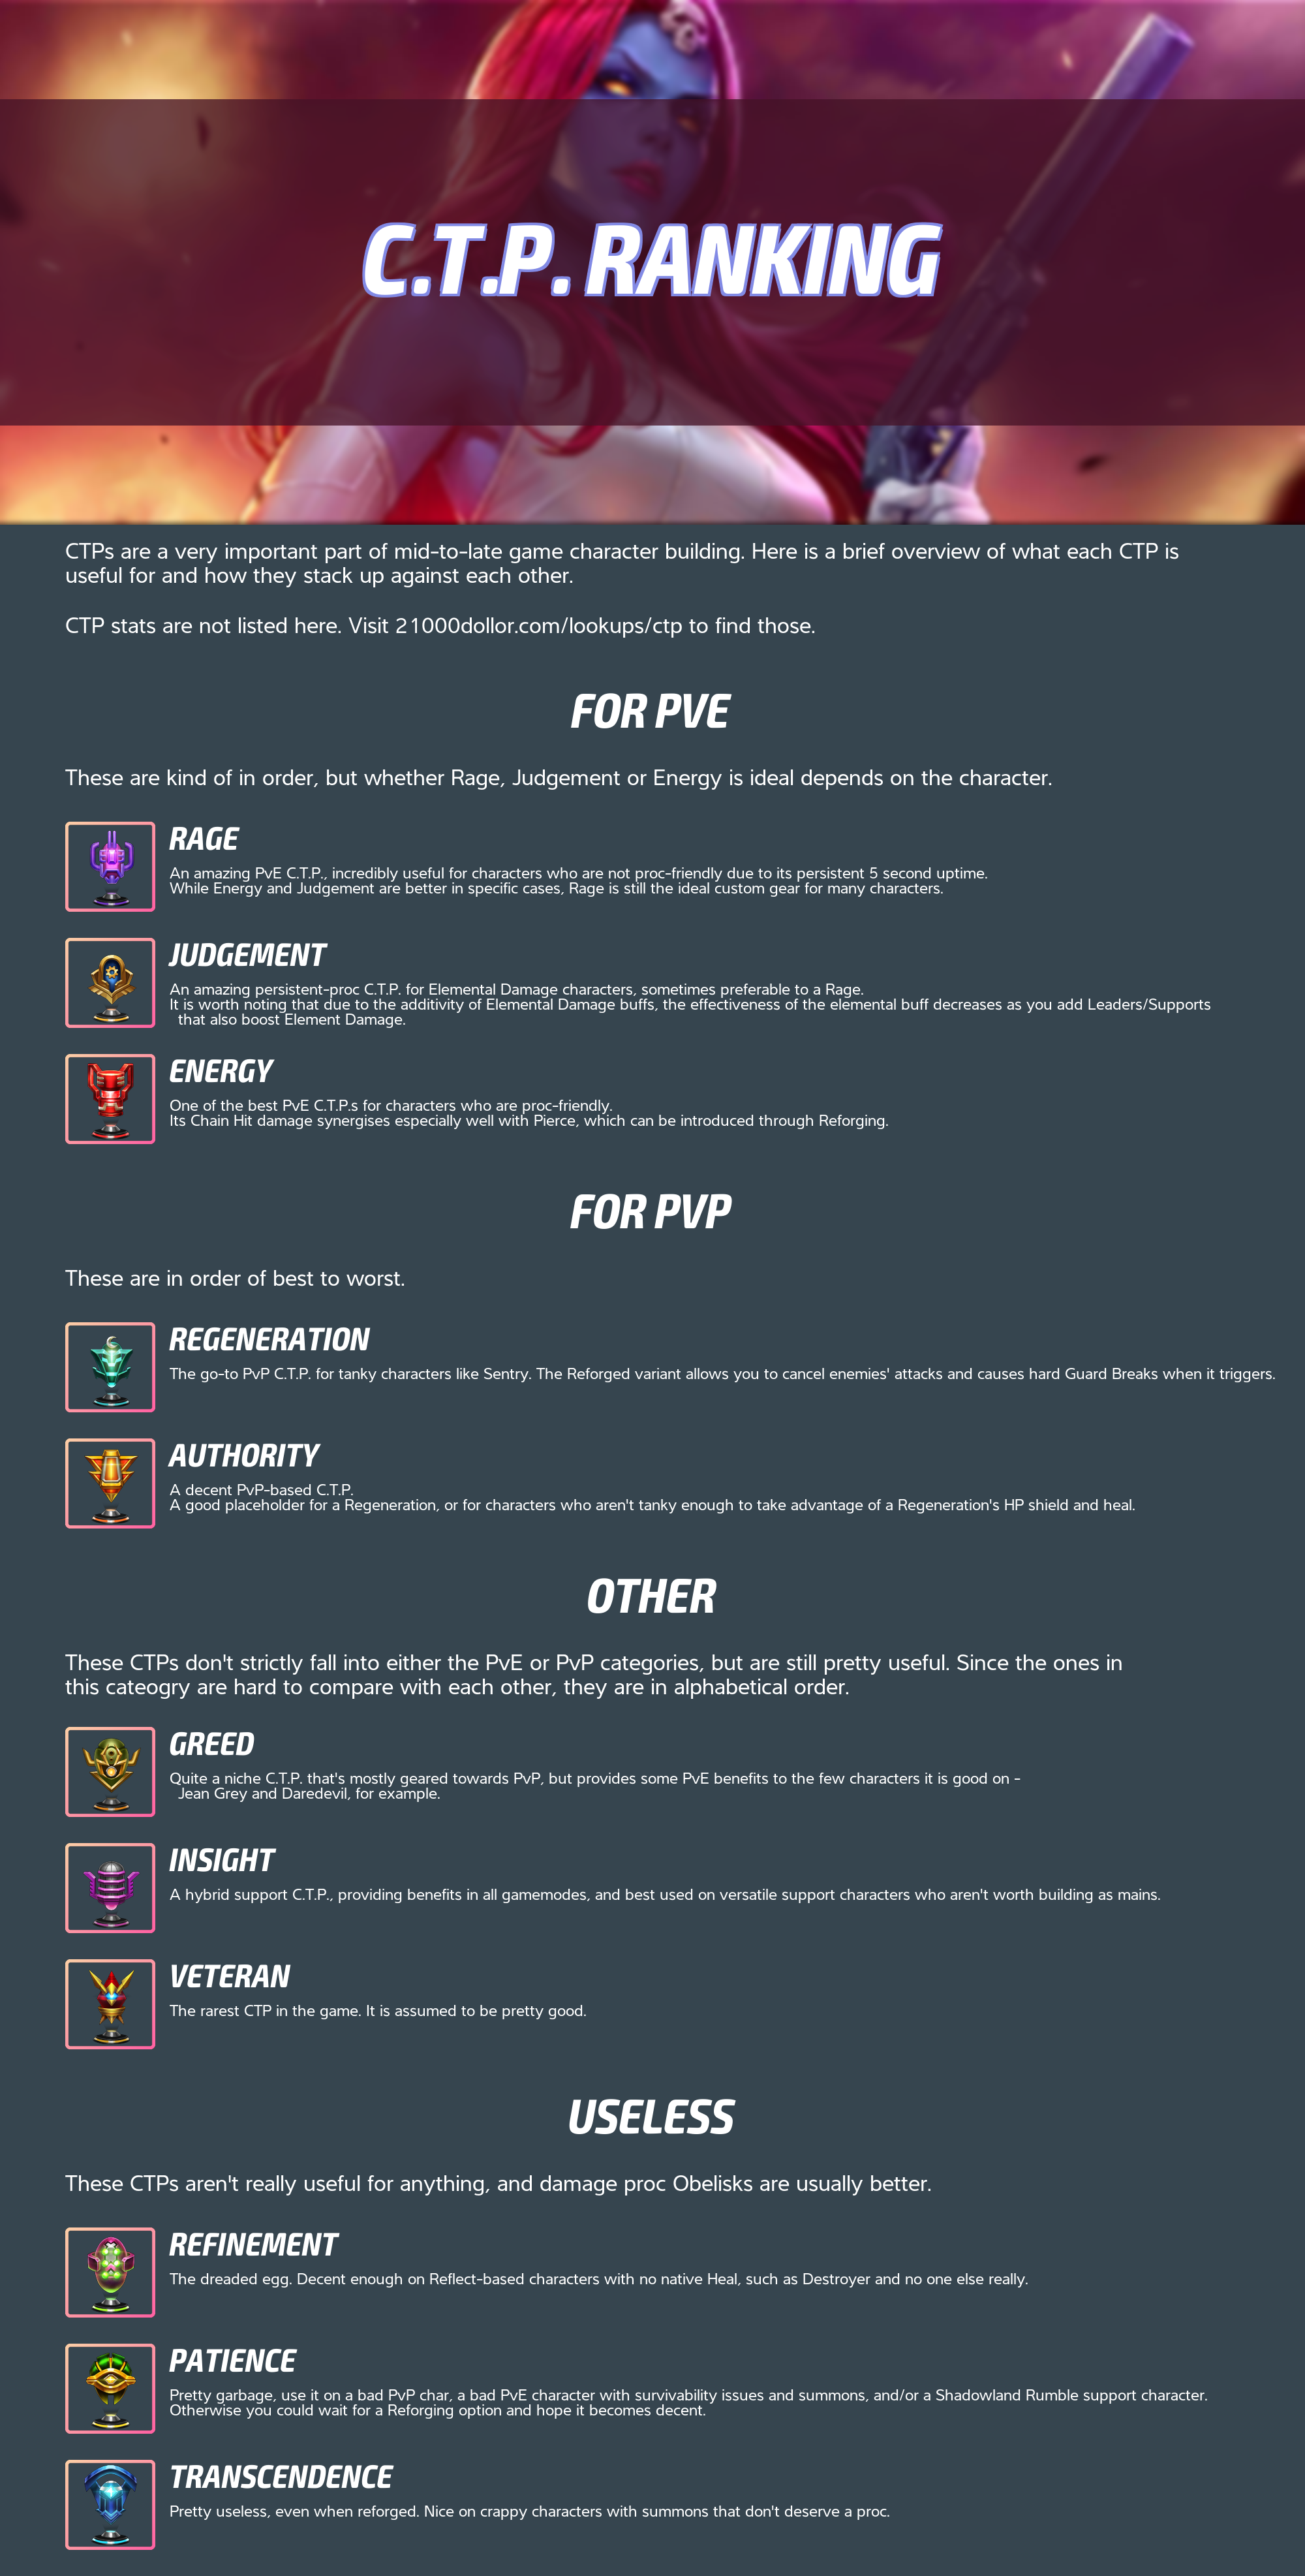 C.T.P. RANKING
CTPs are a very important part of mid-to-late game character building. Here is a brief overview of what each CTP is
useful for and how they stack up against each other.
CTP stats are not listed here. Visit 21000dollor.com/lookups/ctp to find those.
FOR PVE
These are kind of in order, but whether Rage, Judgement or Energy is ideal depends on the character.
RAGE
An amazing PvE C.T.P., incredibly useful for characters who are not proc-friendly due to its persistent 5 second uptime.
While Energy and Judgement are better in specific cases, Rage is still the ideal custom gear for many characters.
JUDGEMENT
An amazing persistent-proc C.T.P. for Elemental Damage characters, sometimes preferable to a Rage.
It is worth noting that due to the additivity of Elemental Damage buffs, the effectiveness of the elemental buff decreases as you add Leaders/Supports
that also boost Element Damage.
ENERGY
One of the best PvE C.T.P.s for characters who are proc-friendly.
Its Chain Hit damage synergises especially well with Pierce, which can be introduced through Reforging.
FOR PVP
These are in order of best to worst.
REGENERATION
The go-to PvP C.T.P. for tanky characters like Sentry. The Reforged variant allows you to cancel enemies' attacks and causes hard Guard Breaks when it triggers.
AUTHORITY
A decent PvP-based C.T.P.
A good placeholder for a Regeneration, or for characters who aren't tanky enough to take advantage of a Regeneration's HP shield and heal.
OTHER
These CTPs don't strictly fall into either the PvE or PvP categories, but are still pretty useful. Since the ones in
this cateogry are hard to compare with each other, they are in alphabetical order.
GREED
Quite a niche C.T.P. that's mostly geared towards PvP, but provides some PvE benefits to the few characters it is good on -
Jean Grey and Daredevil, for example.
INSIGHT
A hybrid support C.T.P., providing benefits in all gamemodes, and best used on versatile support characters who aren't worth building as mains.
VETERAN
The rarest CTP in the game. It is assumed to be pretty good.
USELESS
These CTPs aren't really useful for anything, and damage proc Obelisks are usually better.
REFINEMENT
The dreaded egg. Decent enough on Reflect-based characters with no native Heal, such as Destroyer and no one else really.
PATIENCE
Pretty garbage, use it on a bad PvP char, a bad PvE character with survivability issues and summons, and/or a Shadowland Rumble support character.
Otherwise you could wait for a Reforging option and hope it becomes decent.
TRANSCENDENCE
Pretty useless, even when reforged. Nice on crappy characters with summons that don't deserve a proc.